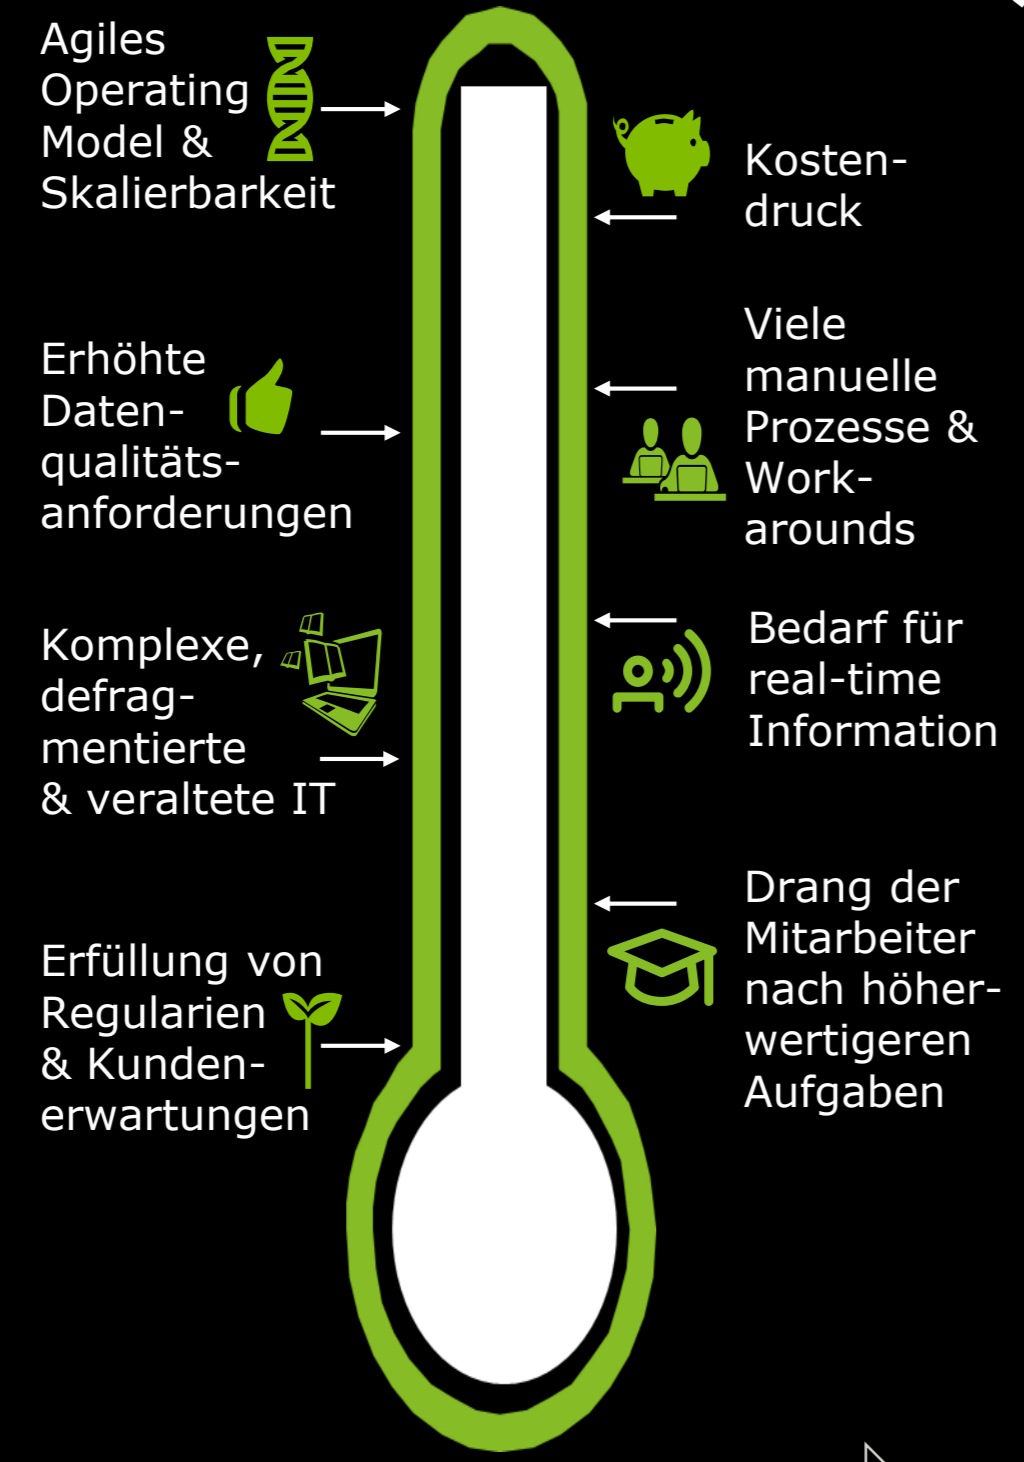 Agiles
Operating
Model &
Skalierbarkeit
Kosten-
druck
Erhöhte
Daten-
qualitäts-
anforderungen
Viele
manuelle
Prozesse &
Work-
arounds
Komplexe,
defrag-
mentierte
& veraltete IT
Bedarf für
real-time
Information
Erfüllung von
Regularien
& Kunden-
erwartungen
Drang der
Mitarbeiter
nach höher-
wertigeren
Aufgaben